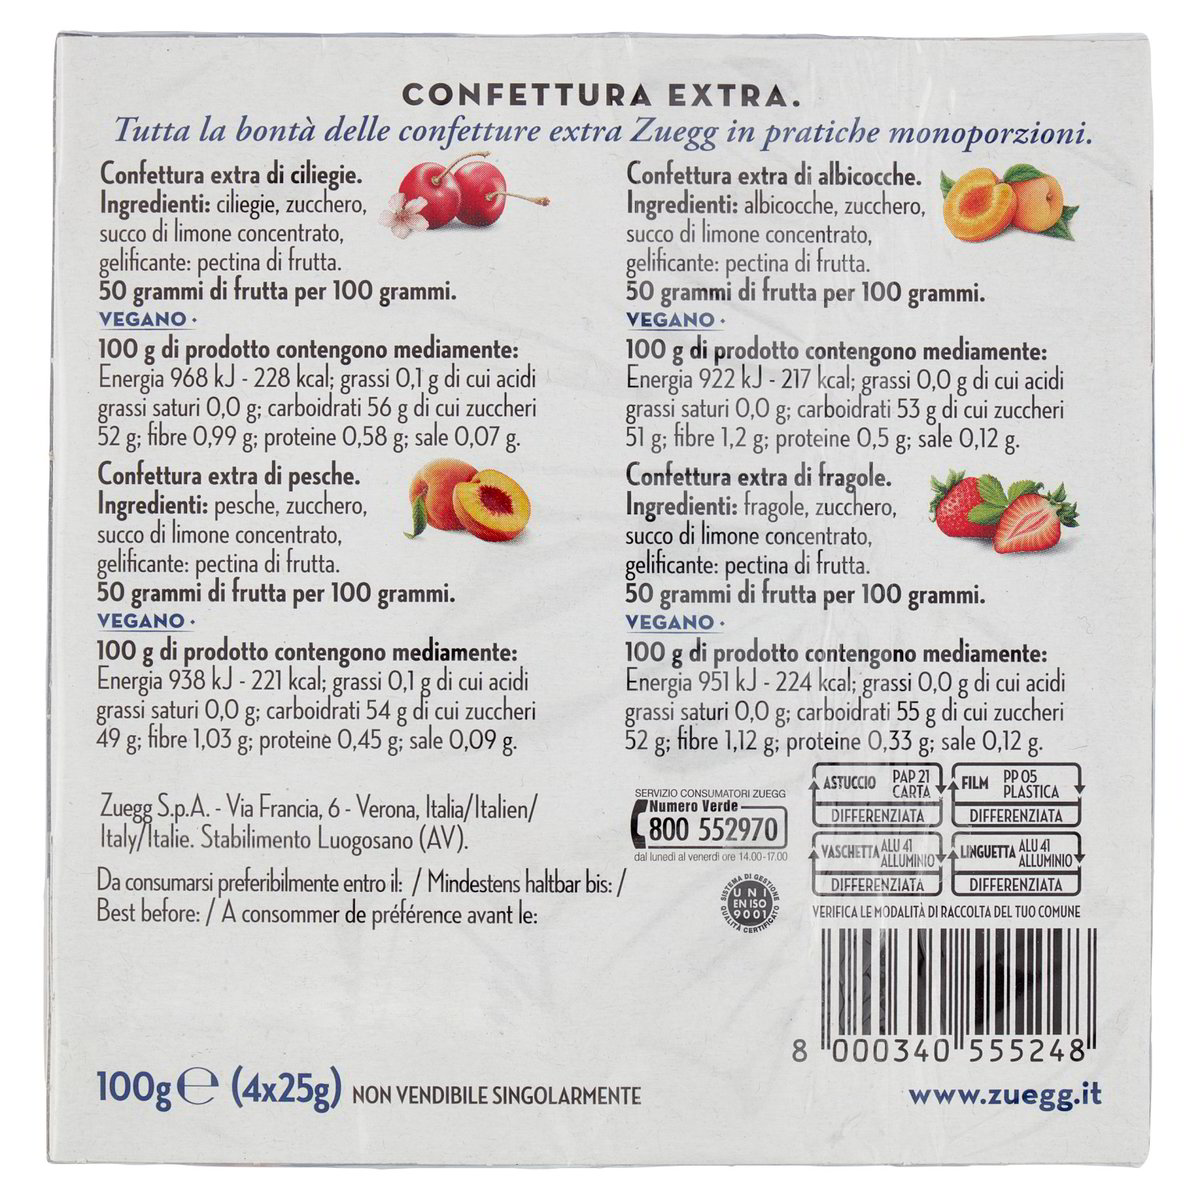 CONFETTURA EXTRA.
Tutta la bontà delle confetture extra Zuegg in pratiche monoporzioni.
Confettura extra di ciliegie.
Ingredienti: ciliegie, zucchero,
succo di limone concentrato,
gelificante: pectina di frutta.
50 grammi di frutta per 100 grammi.
VEGANO •
100 g di prodotto contengono mediamente:
Energia 968 kJ - 228 kcal; grassi 0,1 g di cui acidi
grassi saturi 0,0 g; carboidrati 56 g di cui zuccheri
52 g; fibre 0,99 g; proteine 0,58 g; sale 0,07 g.
Confettura extra di albicocche.
Ingredienti: albicocche, zucchero,
succo di limone concentrato,
gelificante: pectina di frutta.
50 grammi di frutta per 100 grammi.
VEGANO •
100 g di prodotto contengono mediamente:
Energia 922 kJ - 217 kcal; grassi 0,0 g di cui acidi
grassi saturi 0,0 g; carboidrati 53 g di cui zuccheri
51 g; fibre 1,2 g; proteine 0,5 g; sale 0,12 g.
Confettura extra di pesche.
Ingredienti: pesche, zucchero,
succo di limone concentrato,
gelificante: pectina di frutta.
50 grammi di frutta per 100 grammi.
VEGANO •
100 g di prodotto contengono mediamente:
Energia 938 kJ - 221 kcal; grassi 0,1 g di cui acidi
grassi saturi 0,0 g; carboidrati 54 g di cui zuccheri
49 g; fibre 1,03 g; proteine 0,45 g; sale 0,09 g.
Confettura extra di fragole.
Ingredienti: fragole, zucchero,
succo di limone concentrato,
gelificante: pectina di frutta.
50 grammi di frutta per 100 grammi.
VEGANO •
100 g di prodotto contengono mediamente:
Energia 951 kJ - 224 kcal; grassi 0,0 g di cui acidi
grassi saturi 0,0 g; carboidrati 55 g di cui zuccheri
52 g; fibre 1,12 g; proteine 0,33 g; sale 0,12 g.
Zuegg S.p.A. - Via Francia, 6 - Verona, Italia/Italien/
Italy/Italie. Stabilimento Luogosano (AV).
Da consumarsi preferibilmente entro il: / Mindestens haltbar bis: /
Best before: / A consommer de préférence avant le:
SERVIZIO CONSUMATORI ZUEGG
Numero Verde
800 552970
dal lunedì al venerdì ore 14.00-17.00
SISTEMA DI GESTIONE
UNI
EN ISO
9001
QUALITÀ CERTIFICATO
ASTUCCIO PAP 21 CARTA
DIFFERENZIATA
FILM PP 05 PLASTICA
DIFFERENZIATA
VASCHETTA ALU 41 ALLUMINIO
DIFFERENZIATA
LINGUETTA ALU 41 ALLUMINIO
DIFFERENZIATA
VERIFICA LE MODALITÀ DI RACCOLTA DEL TUO COMUNE
8 000340 555248
100g ℮ (4x25g) NON VENDIBILE SINGOLARMENTE
www.zuegg.it